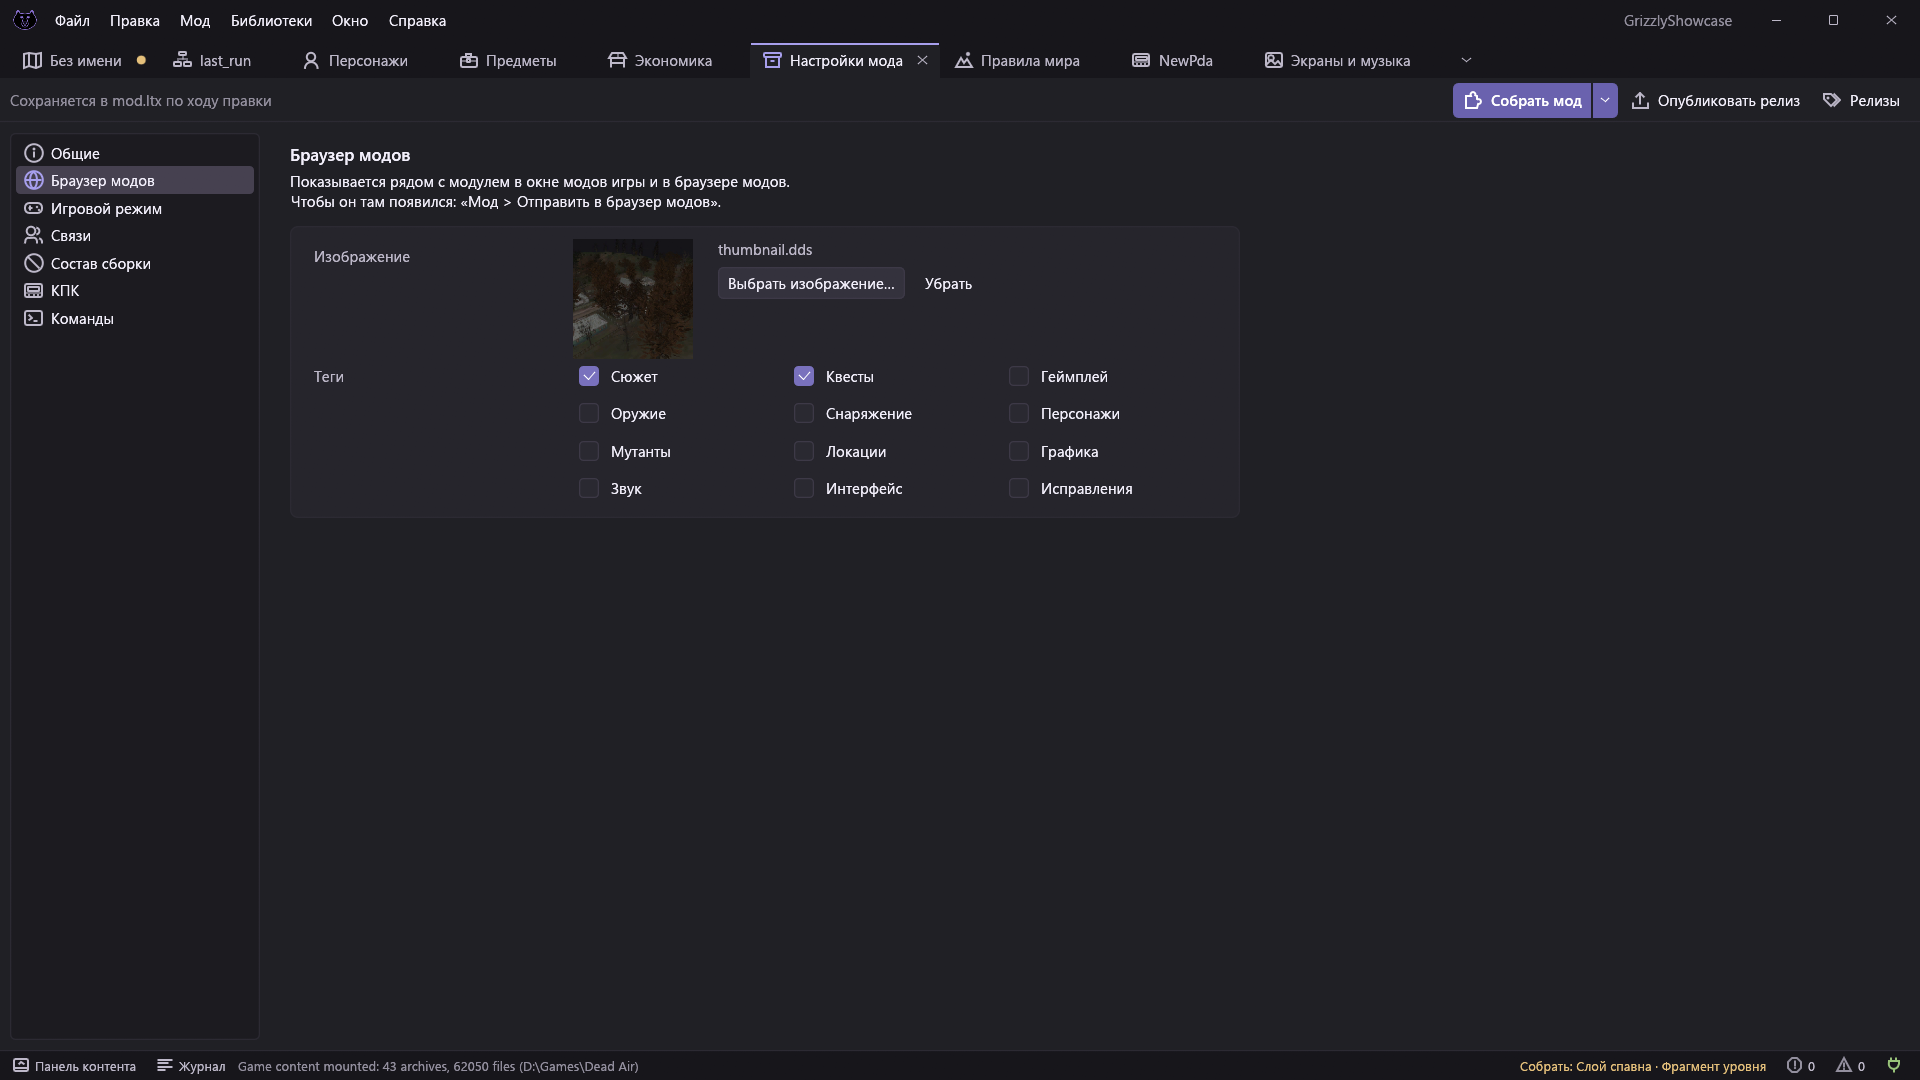 Файл Правка Мод Библиотеки Окно Справка GrizzlyShowcase
Без имени last_run Персонажи Предметы Экономика Настройки мода Правила мира NewPda Экраны и музыка
Сохраняется в mod.ltx по ходу правки Собрать мод Опубликовать релиз Релизы
Общие
Браузер модов
Игровой режим
Связи
Состав сборки
КПК
Команды
Браузер модов
Показывается рядом с модулем в окне модов игры и в браузере модов.
Чтобы он там появился: «Мод > Отправить в браузер модов».
Изображение
thumbnail.dds
Выбрать изображение... Убрать
Теги
Сюжет Квесты Геймплей
Оружие Снаряжение Персонажи
Мутанты Локации Графика
Звук Интерфейс Исправления
Панель контента Журнал Game content mounted: 43 archives, 62050 files (D:\Games\Dead Air) Собрать: Слой спавна · Фрагмент уровня 0 0